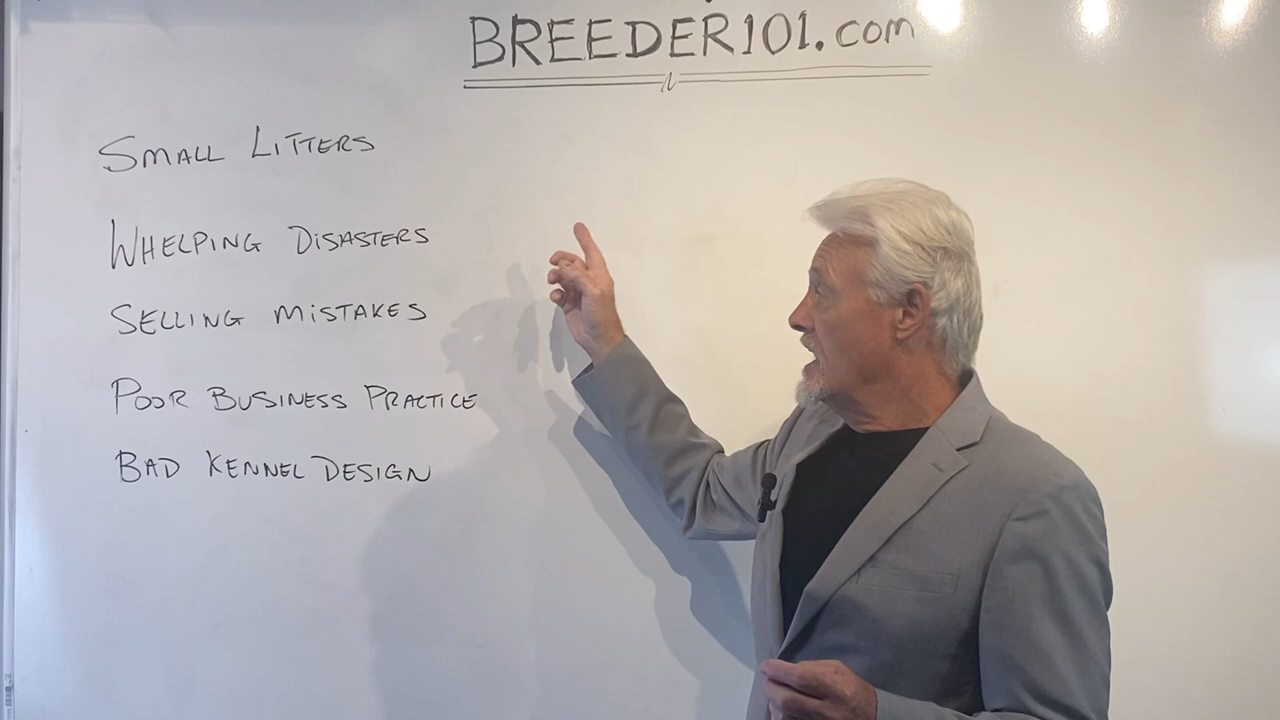 BREEDER101.com
SMALL LITTERS
WHELPING DISASTERS
SELLING MISTAKES
POOR BUSINESS PRACTICE
BAD KENNEL DESIGN